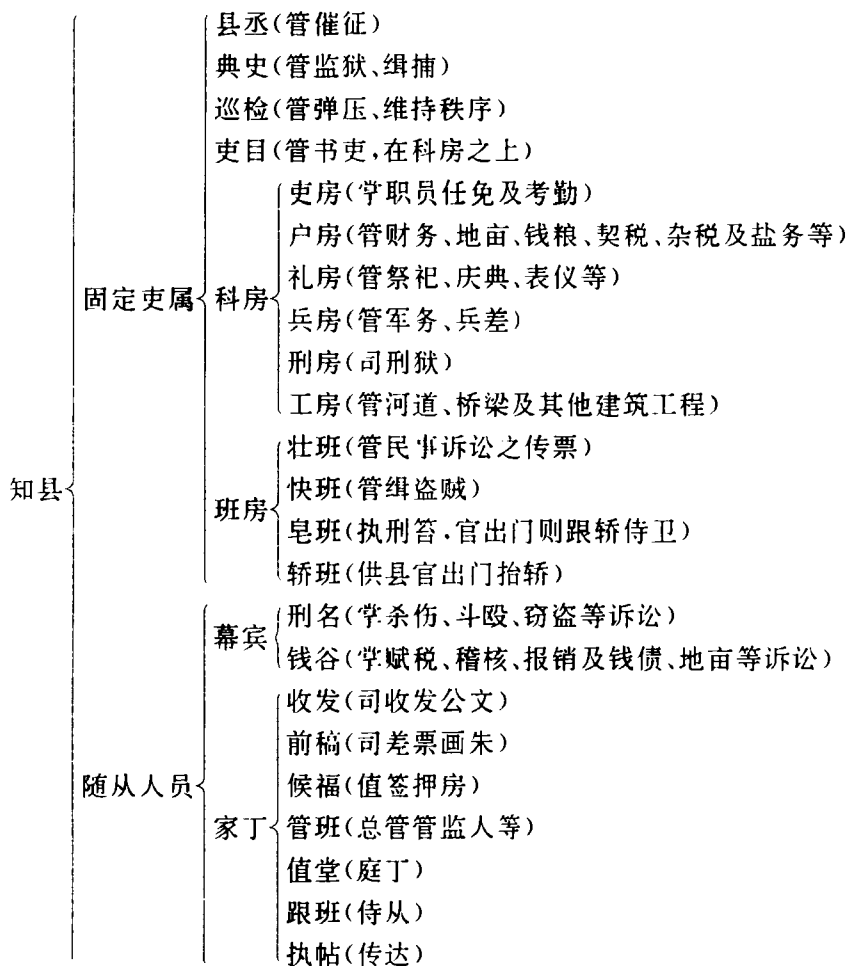 县丞(管催征)
典史(管监狱、缉捕)
巡检(管弹压、维持秩序)
吏目(管书吏,在科房之上)
吏房(掌职员任免及考勤)
户房(管财务、地亩、钱粮、契税、杂税及盐务等)
礼房(管祭祀、庆典、表仪等)
固定吏属 科房
兵房(管军务、兵差)
刑房(司刑狱)
工房(管河道、桥梁及其他建筑工程)
壮班(管民事诉讼之传票)
知县
快班(管缉盗贼)
班房
皂班(执刑笞,官出门则跟轿侍卫)
轿班(供县官出门抬轿)
刑名(掌杀伤、斗殴、窃盗等诉讼)
幕宾
钱谷(掌赋税、稽核、报销及钱债、地亩等诉讼)
收发(司收发公文)
前稿(司差票画朱)
随从人员
候福(值签押房)
家丁
管班(总管管监人等)
值堂(庭丁)
跟班(侍从)
执帖(传达)